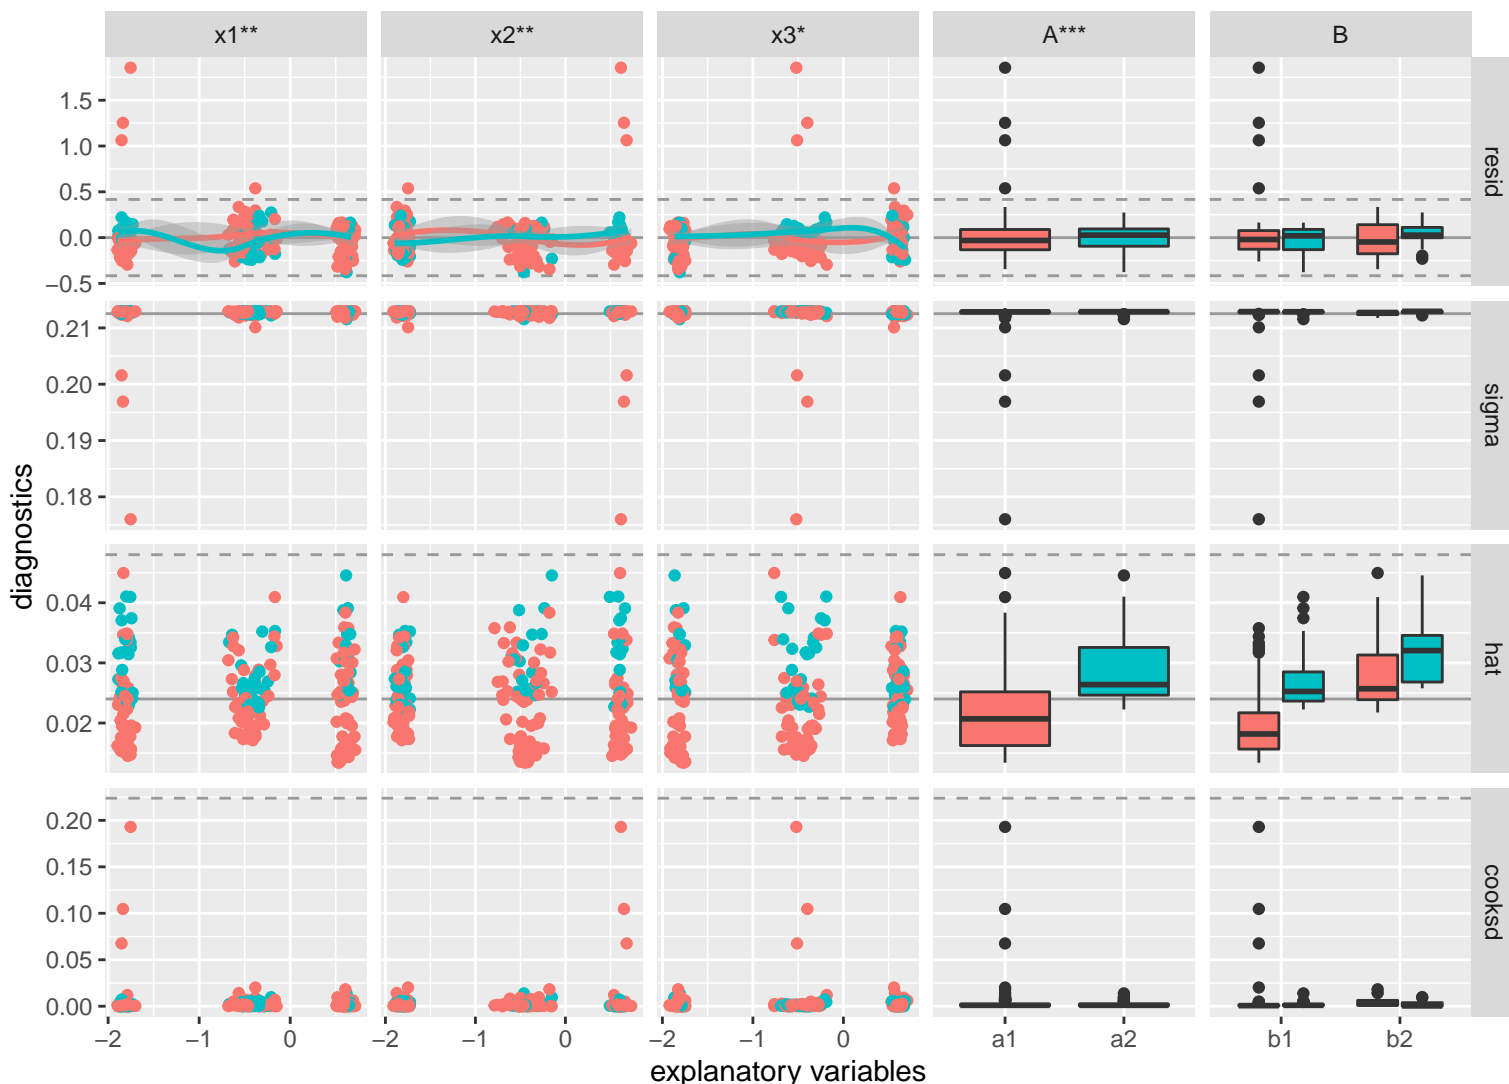 x1** x2** x3* A*** B
1.5
1.0
0.5
0.0
−0.5
resid
0.21
0.20
0.19
0.18
sigma
0.04
0.03
0.02
hat
0.20
0.15
0.10
0.05
0.00
cooksd
diagnostics
−2 −1 0 −2 −1 0 −2 −1 0 a1 a2 b1 b2
explanatory variables